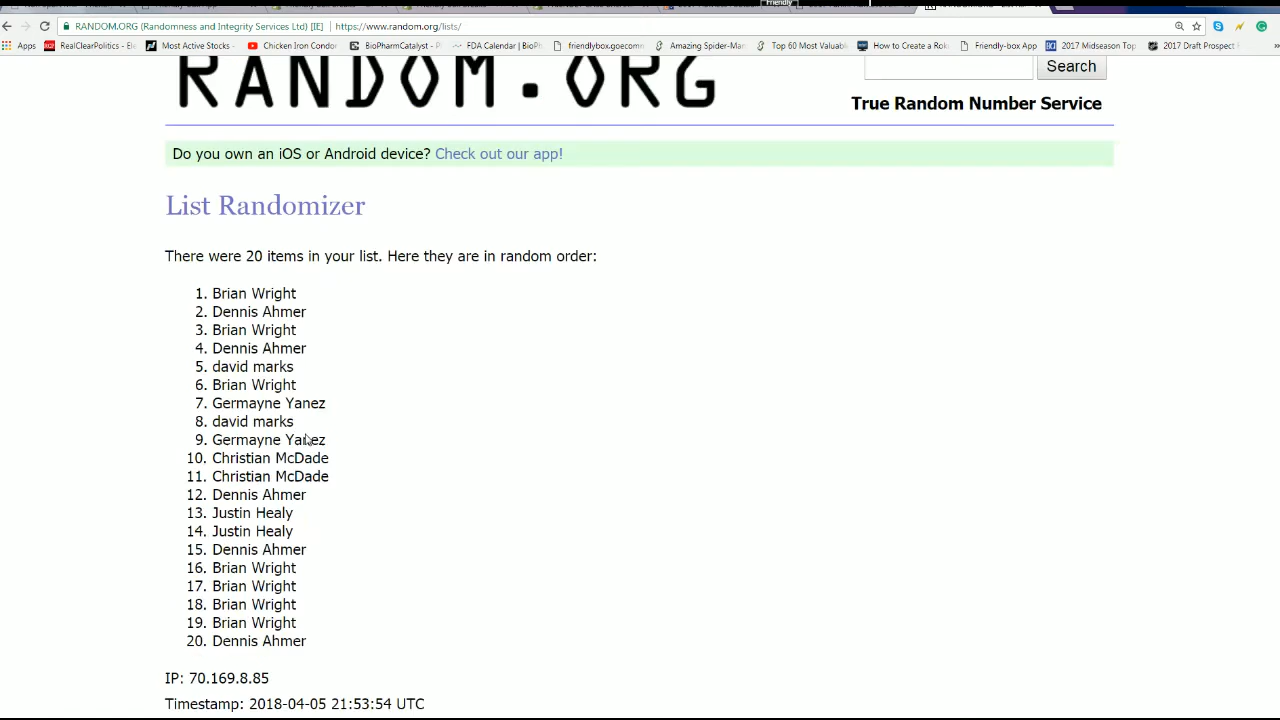 Friendly
RANDOM.ORG (Randomness and Integrity Services Ltd) [IE] https://www.random.org/lists/
Apps RealClearPolitics - Ele Most Active Stocks - Chicken Iron Condor BioPharmCatalyst - P FDA Calendar | BioPh friendlybox.goecomm Amazing Spider-Man Top 60 Most Valuabl How to Create a Rol Friendly-box App 2017 Midseason Top 2017 Draft Prospect
RANDOM.ORG
Search
True Random Number Service
Do you own an iOS or Android device? Check out our app!
List Randomizer
There were 20 items in your list. Here they are in random order:
1. Brian Wright
2. Dennis Ahmer
3. Brian Wright
4. Dennis Ahmer
5. david marks
6. Brian Wright
7. Germayne Yanez
8. david marks
9. Germayne Yanez
10. Christian McDade
11. Christian McDade
12. Dennis Ahmer
13. Justin Healy
14. Justin Healy
15. Dennis Ahmer
16. Brian Wright
17. Brian Wright
18. Brian Wright
19. Brian Wright
20. Dennis Ahmer
IP: 70.169.8.85
Timestamp: 2018-04-05 21:53:54 UTC